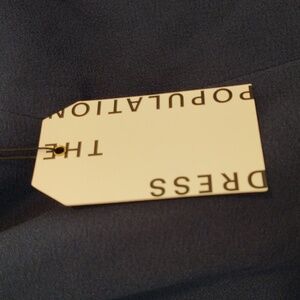 DRESS
THE
POPULATION